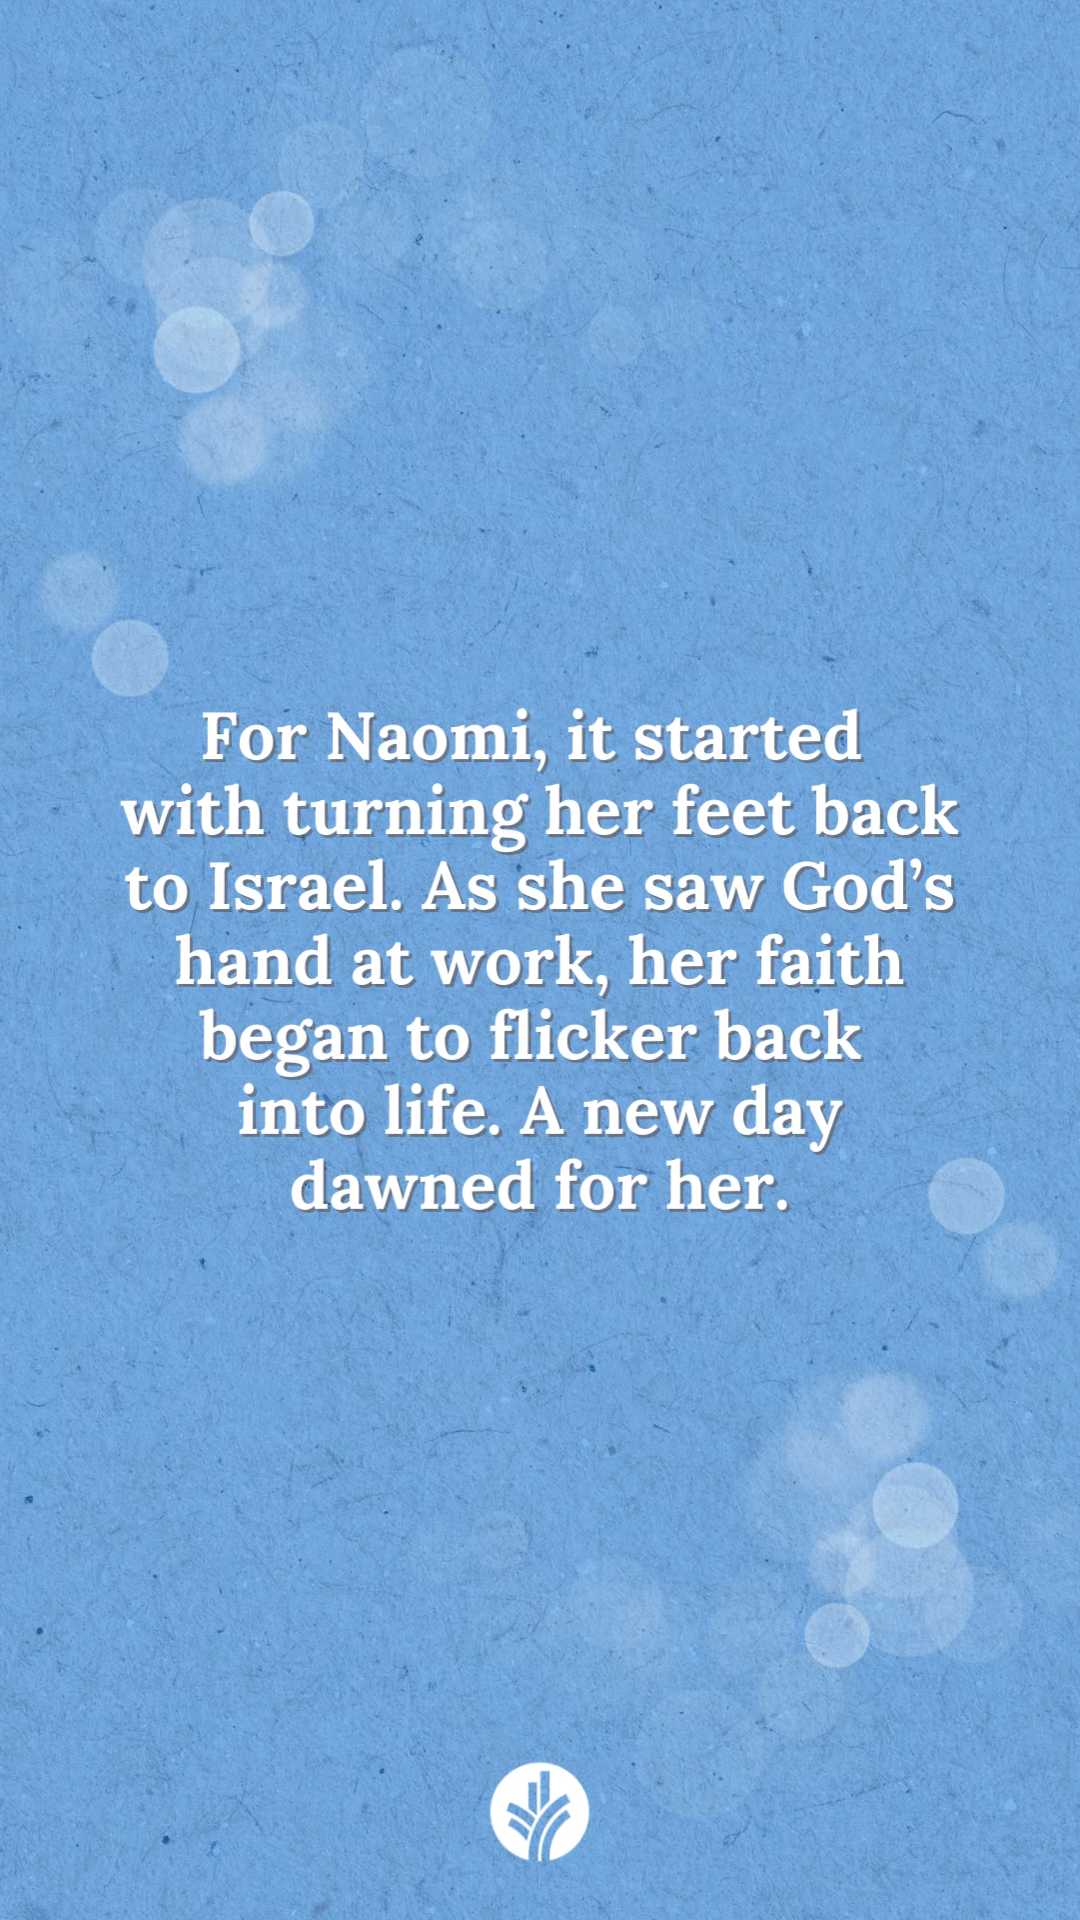 For Naomi, it started
with turning her feet back
to Israel. As she saw God’s
hand at work, her faith
began to flicker back
into life. A new day
dawned for her.